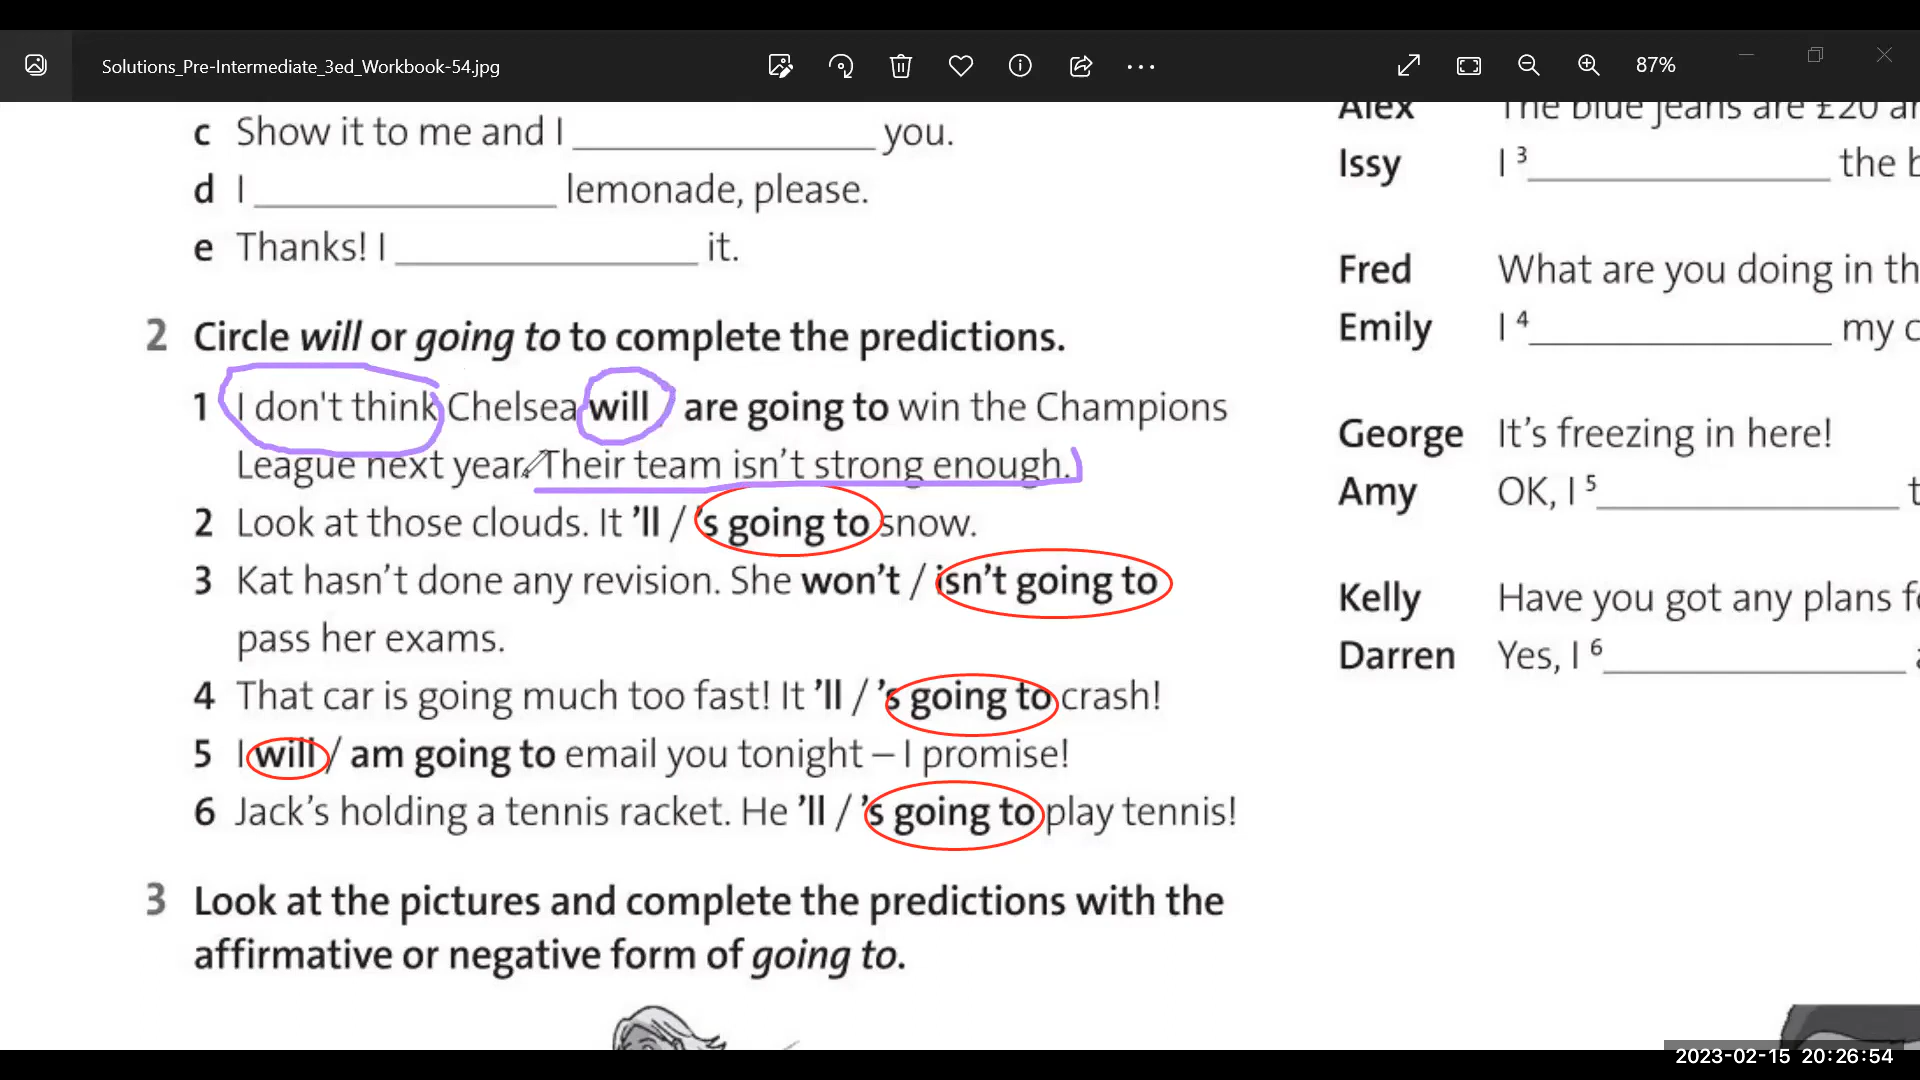 Solutions_Pre-Intermediate_3ed_Workbook-54.jpg
87%
c Show it to me and I ______________ you.
d I ______________ lemonade, please.
e Thanks! I ______________ it.
2 Circle will or going to to complete the predictions.
1 I don't think Chelsea will / are going to win the Champions
League next year. Their team isn't strong enough.
2 Look at those clouds. It 'll / 's going to snow.
3 Kat hasn't done any revision. She won't / isn't going to
pass her exams.
4 That car is going much too fast! It 'll / 's going to crash!
5 I will / am going to email you tonight – I promise!
6 Jack's holding a tennis racket. He 'll / 's going to play tennis!
3 Look at the pictures and complete the predictions with the
affirmative or negative form of going to.
Alex The blue jeans are £20
Issy I 3 ______________ the
Fred What are you doing in
Emily I 4 ______________ my
George It's freezing in here!
Amy OK, I 5 ______________
Kelly Have you got any plans
Darren Yes, I 6 ______________
2023-02-15 20:26:54